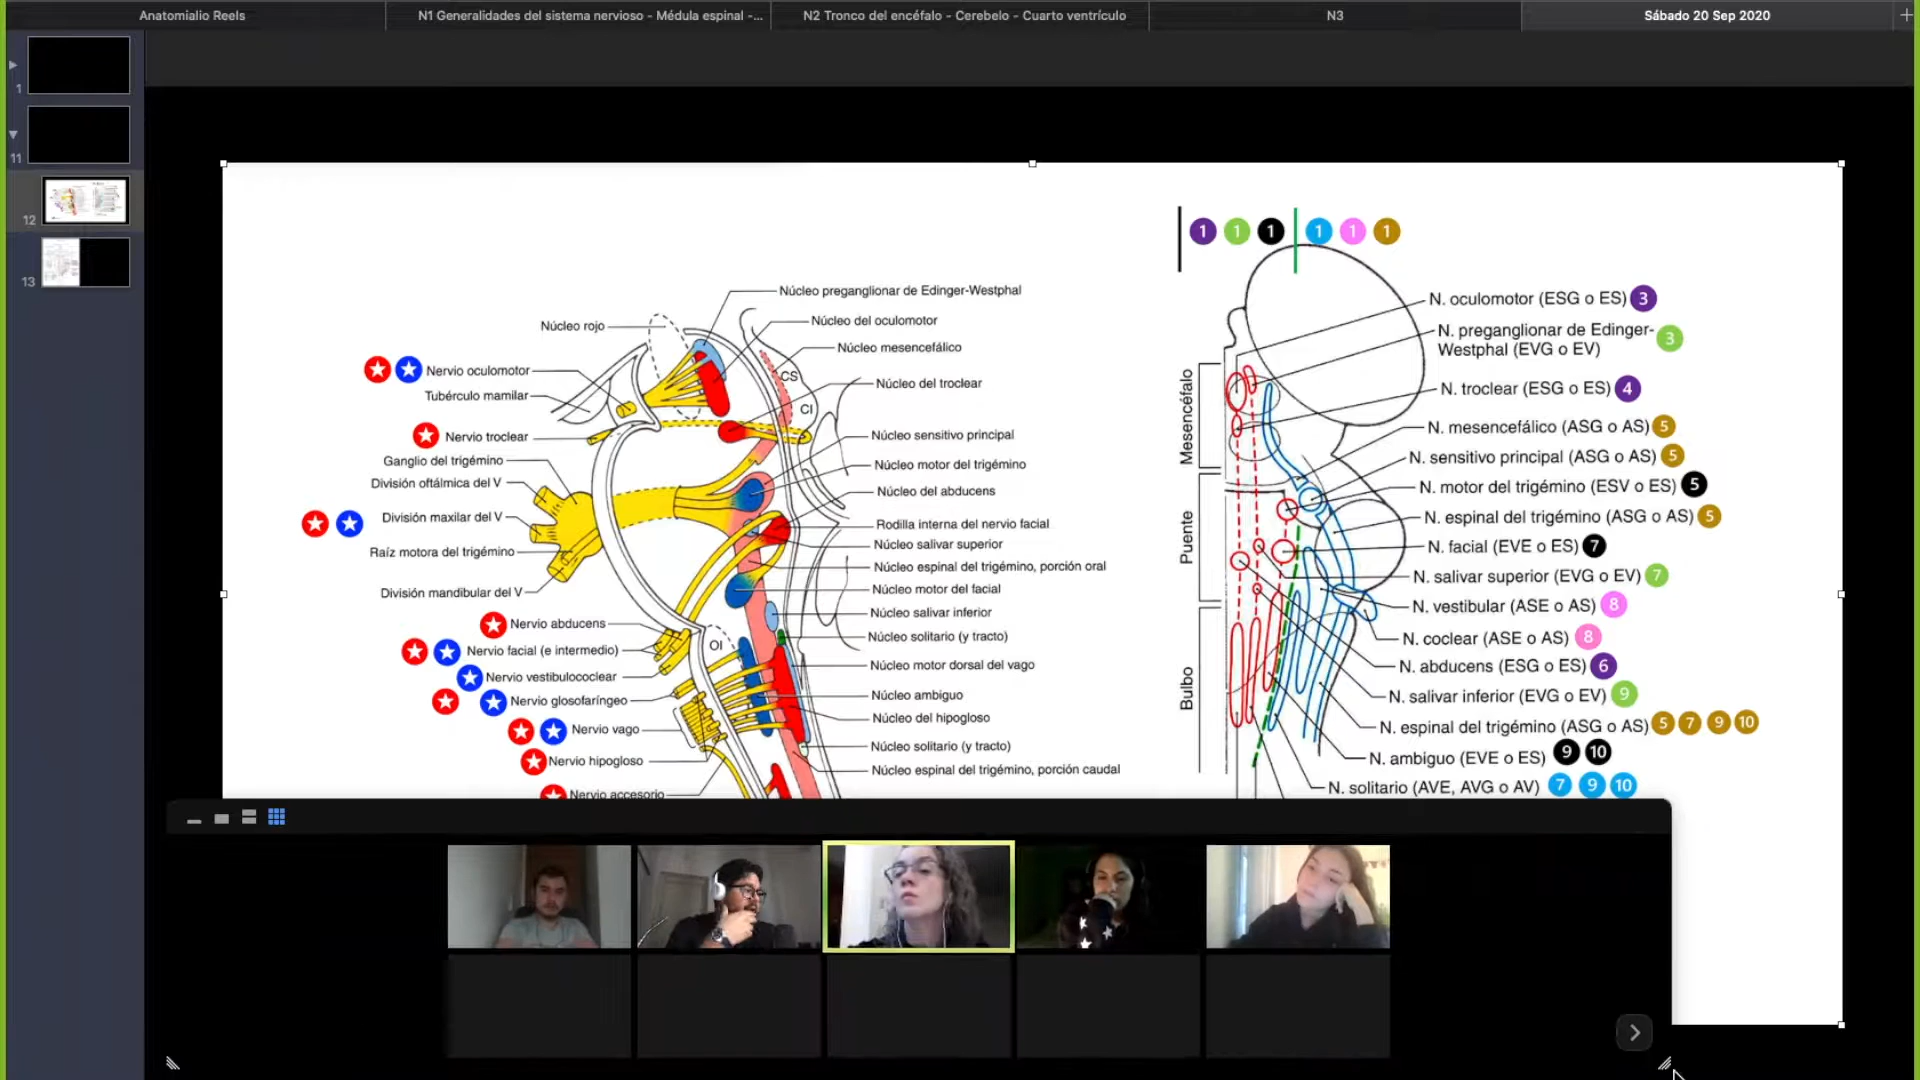 Anatomialio Reels
N1 Generalidades del sistema nervioso - Médula espinal -...
N2 Tronco del encéfalo - Cerebelo - Cuarto ventrículo
N3
Sábado 20 Sep 2020
1
11
12
13
Núcleo rojo
Nervio oculomotor
Tubérculo mamilar
Nervio troclear
Ganglio del trigémino
División oftálmica del V
División maxilar del V
Raíz motora del trigémino
División mandibular del V
Nervio abducens
Nervio facial (e intermedio)
Nervio vestibulococlear
Nervio glosofaríngeo
Nervio vago
Nervio hipogloso
Nervio accesorio
CS
CI
OI
Núcleo preganglionar de Edinger-Westphal
Núcleo del oculomotor
Núcleo mesencefálico
Núcleo del troclear
Núcleo sensitivo principal
Núcleo motor del trigémino
Núcleo del abducens
Rodilla interna del nervio facial
Núcleo salivar superior
Núcleo espinal del trigémino, porción oral
Núcleo motor del facial
Núcleo salivar inferior
Núcleo solitario (y tracto)
Núcleo motor dorsal del vago
Núcleo ambiguo
Núcleo del hipogloso
Núcleo solitario (y tracto)
Núcleo espinal del trigémino, porción caudal
1 1 1 1 1 1
Mesencéfalo
Puente
Bulbo
N. oculomotor (ESG o ES) 3
N. preganglionar de Edinger-
Westphal (EVG o EV) 3
N. troclear (ESG o ES) 4
N. mesencefálico (ASG o AS) 5
N. sensitivo principal (ASG o AS) 5
N. motor del trigémino (ESV o ES) 5
N. espinal del trigémino (ASG o AS) 5
N. facial (EVE o ES) 7
N. salivar superior (EVG o EV) 7
N. vestibular (ASE o AS) 8
N. coclear (ASE o AS) 8
N. abducens (ESG o ES) 6
N. salivar inferior (EVG o EV) 9
N. espinal del trigémino (ASG o AS) 5 7 9 10
N. ambiguo (EVE o ES) 9 10
N. solitario (AVE, AVG o AV) 7 9 10